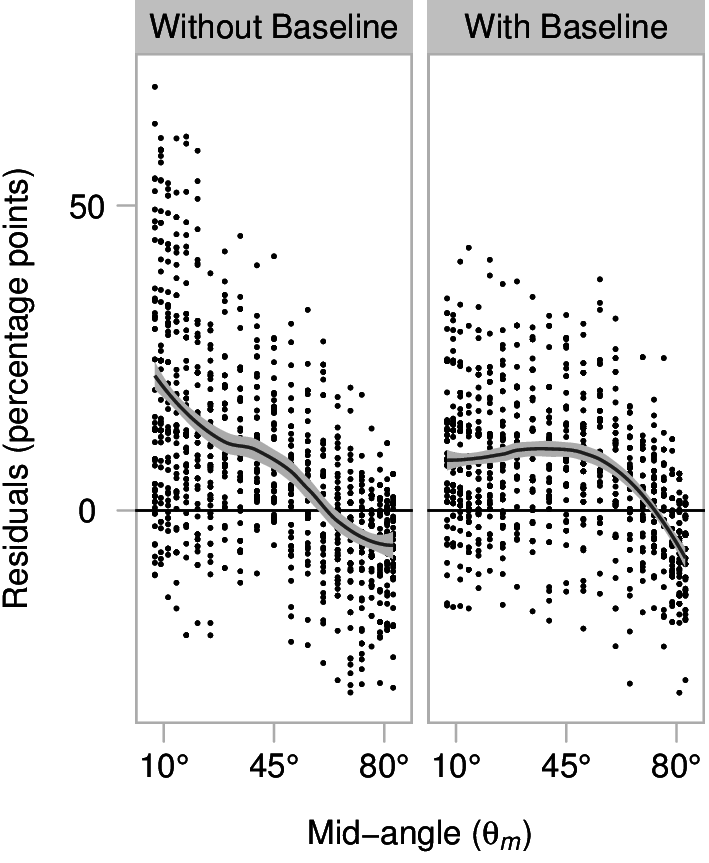 Without Baseline
With Baseline
Residuals (percentage points)
50
0
10° 45° 80°
10° 45° 80°
Mid−angle (θₘ)